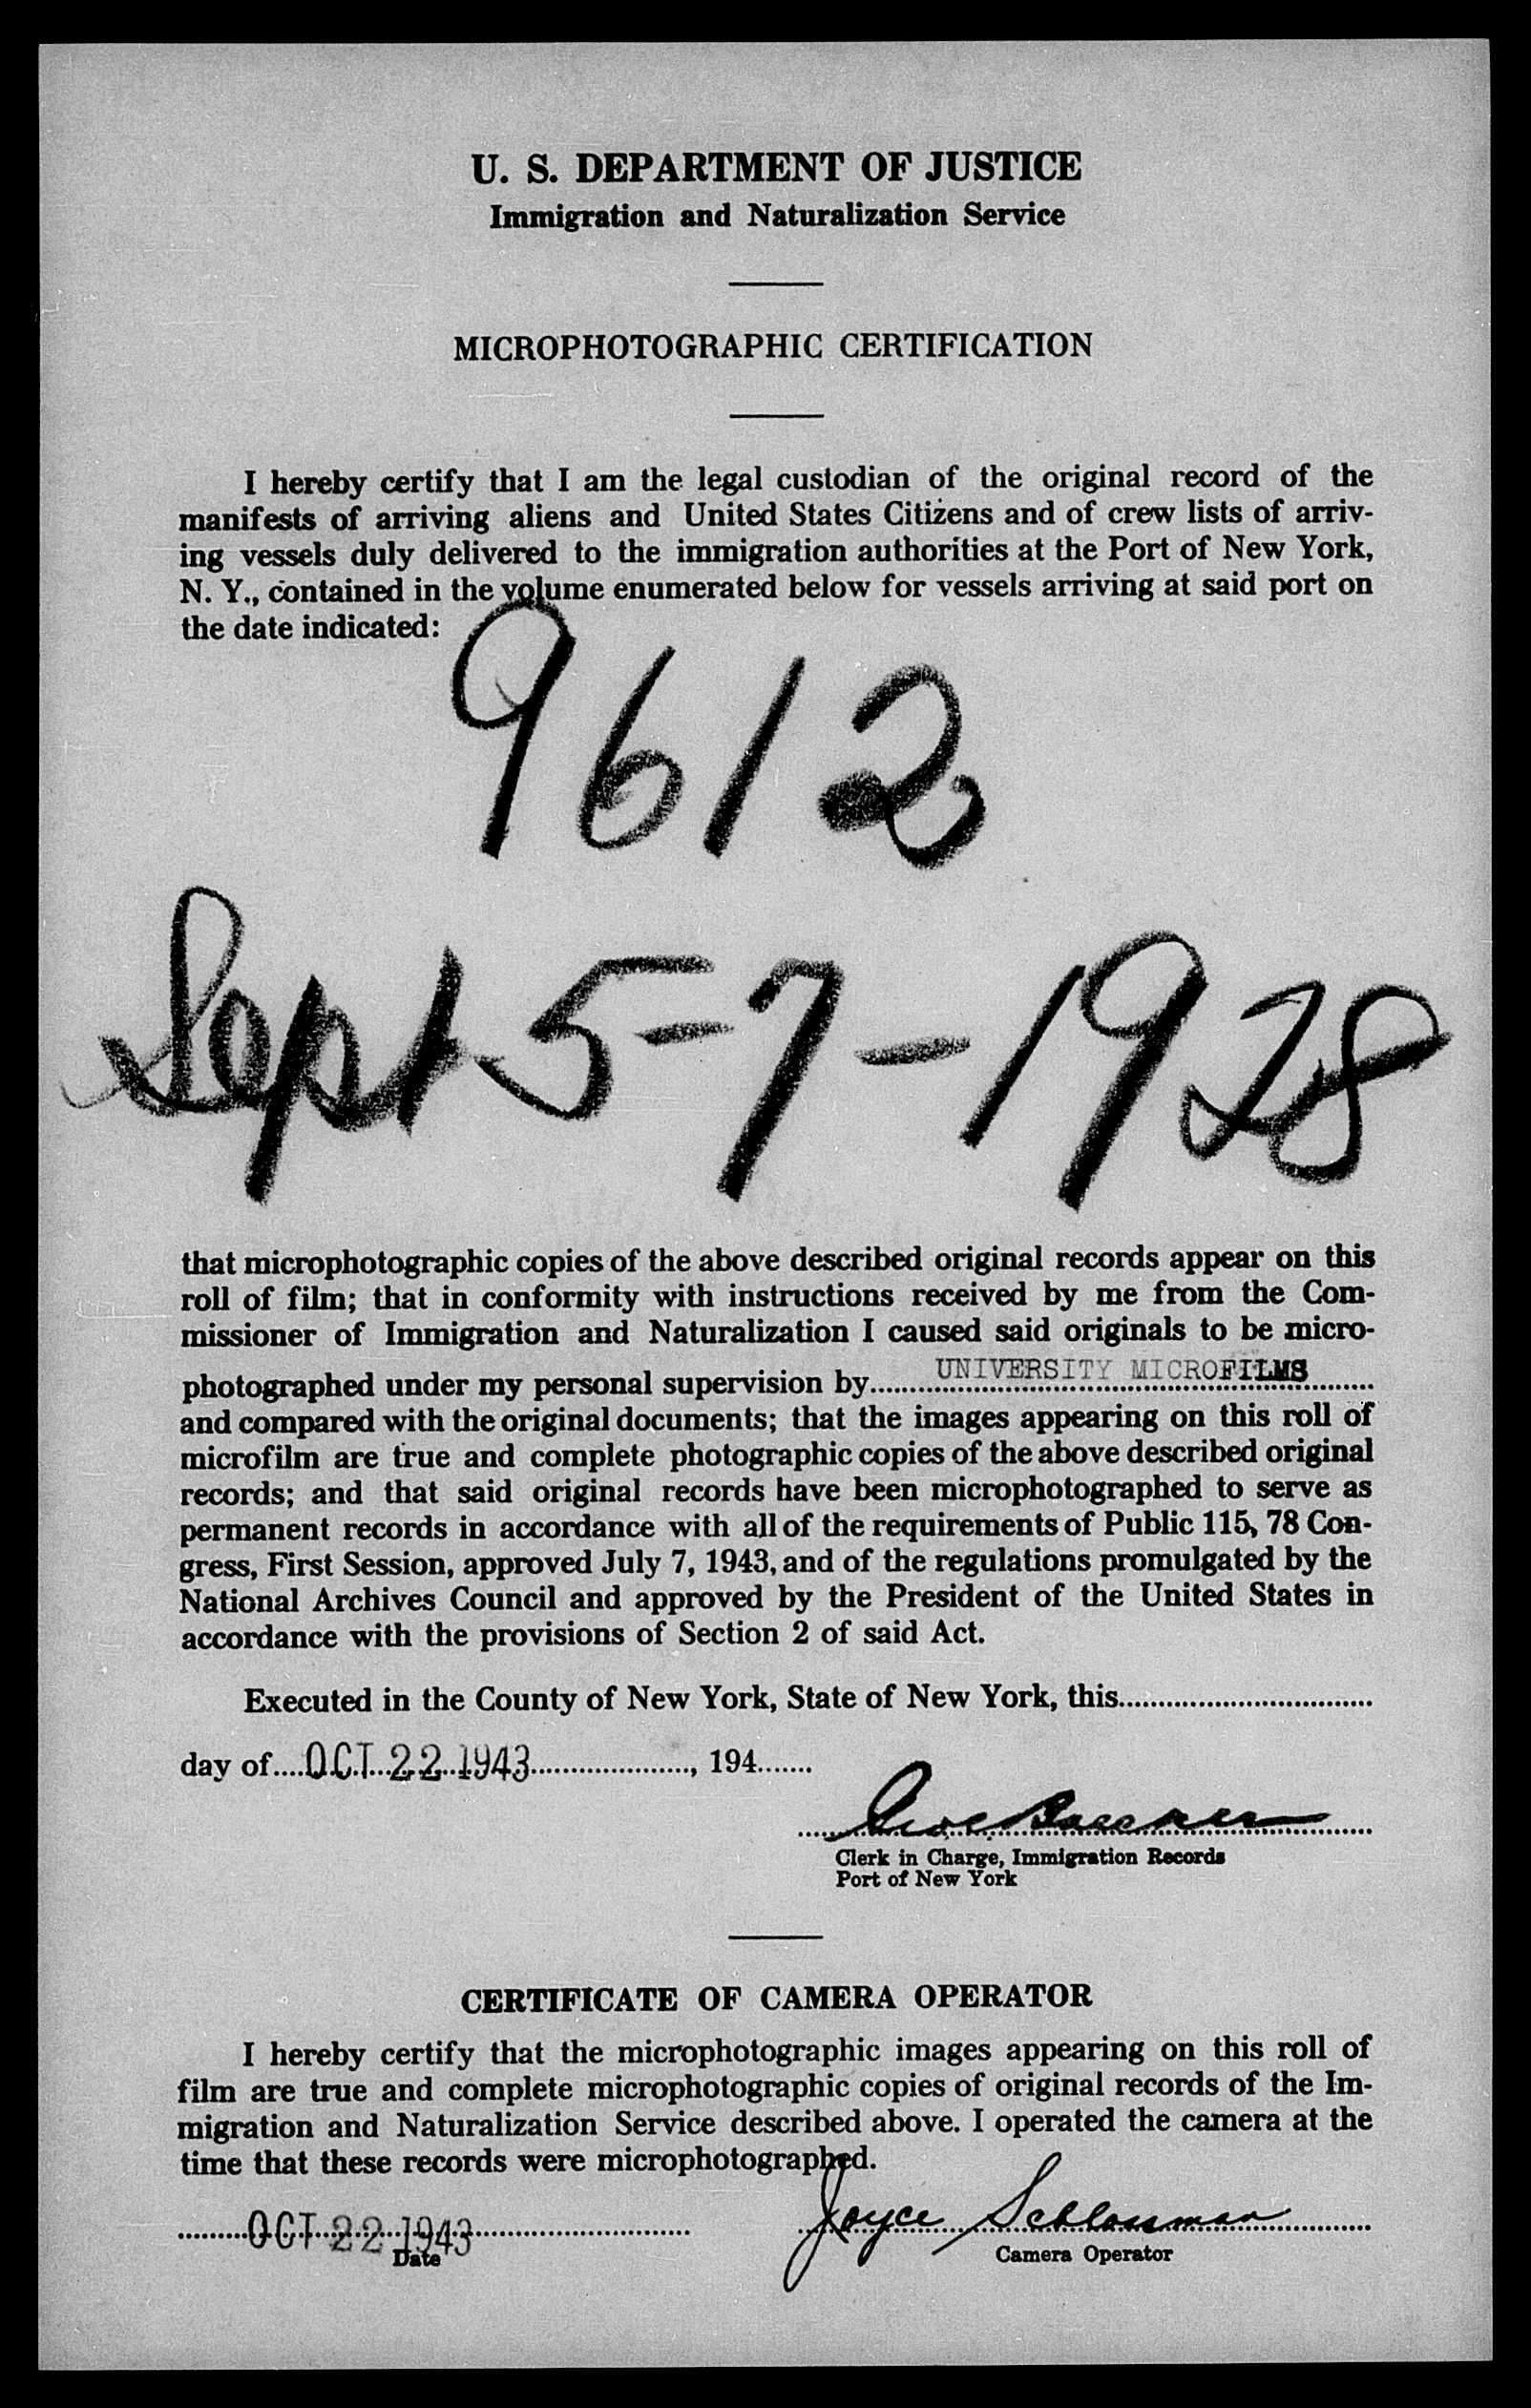 U. S. DEPARTMENT OF JUSTICE
Immigration and Naturalization Service
MICROPHOTOGRAPHIC CERTIFICATION
I hereby certify that I am the legal custodian of the original record of the
manifests of arriving aliens and United States Citizens and of crew lists of arriv-
ing vessels duly delivered to the immigration authorities at the Port of New York,
N. Y., contained in the volume enumerated below for vessels arriving at said port on
the date indicated:
9612
Sept 5-7-1928
that microphotographic copies of the above described original records appear on this
roll of film; that in conformity with instructions received by me from the Com-
missioner of Immigration and Naturalization I caused said originals to be micro-
photographed under my personal supervision by UNIVERSITY MICROFILMS
and compared with the original documents; that the images appearing on this roll of
microfilm are true and complete photographic copies of the above described original
records; and that said original records have been microphotographed to serve as
permanent records in accordance with all of the requirements of Public 115, 78 Con-
gress, First Session, approved July 7, 1943, and of the regulations promulgated by the
National Archives Council and approved by the President of the United States in
accordance with the provisions of Section 2 of said Act.
Executed in the County of New York, State of New York, this
day of OCT 22 1943, 194
Clerk in Charge, Immigration Records
Port of New York
CERTIFICATE OF CAMERA OPERATOR
I hereby certify that the microphotographic images appearing on this roll of
film are true and complete microphotographic copies of original records of the Im-
migration and Naturalization Service described above. I operated the camera at the
time that these records were microphotographed.
OCT 22 1943 Joyce Schlossman
Date Camera Operator